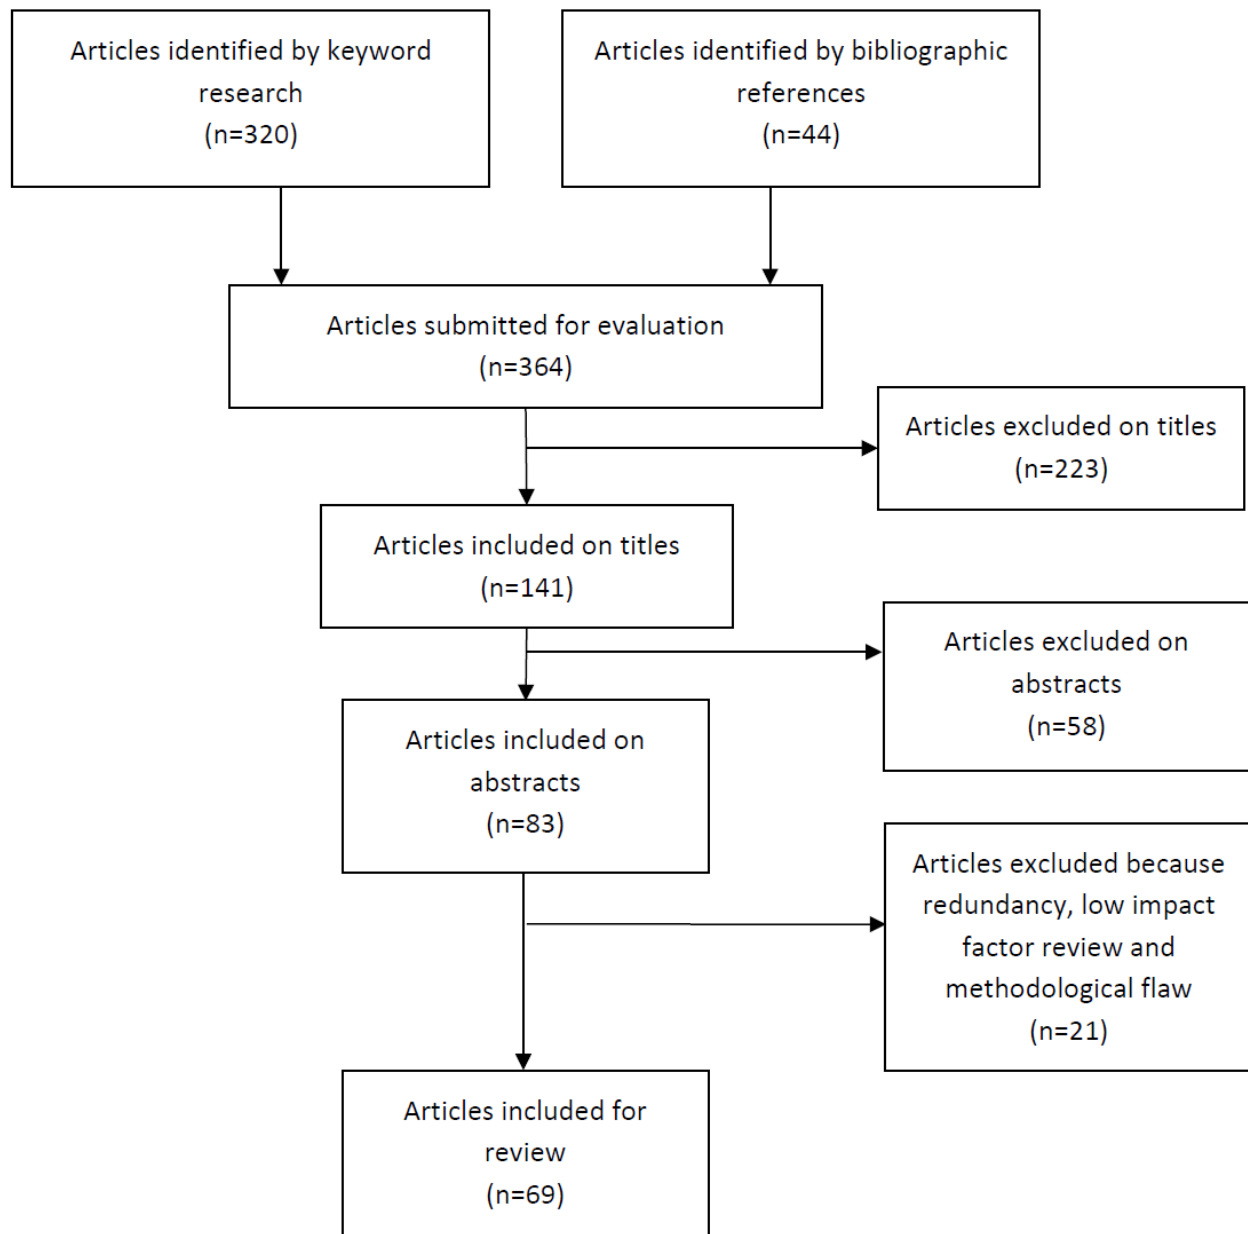 Articles identified by keyword
research
(n=320)
Articles identified by bibliographic
references
(n=44)
Articles submitted for evaluation
(n=364)
Articles excluded on titles
(n=223)
Articles included on titles
(n=141)
Articles excluded on
abstracts
(n=58)
Articles included on
abstracts
(n=83)
Articles excluded because
redundancy, low impact
factor review and
methodological flaw
(n=21)
Articles included for
review
(n=69)